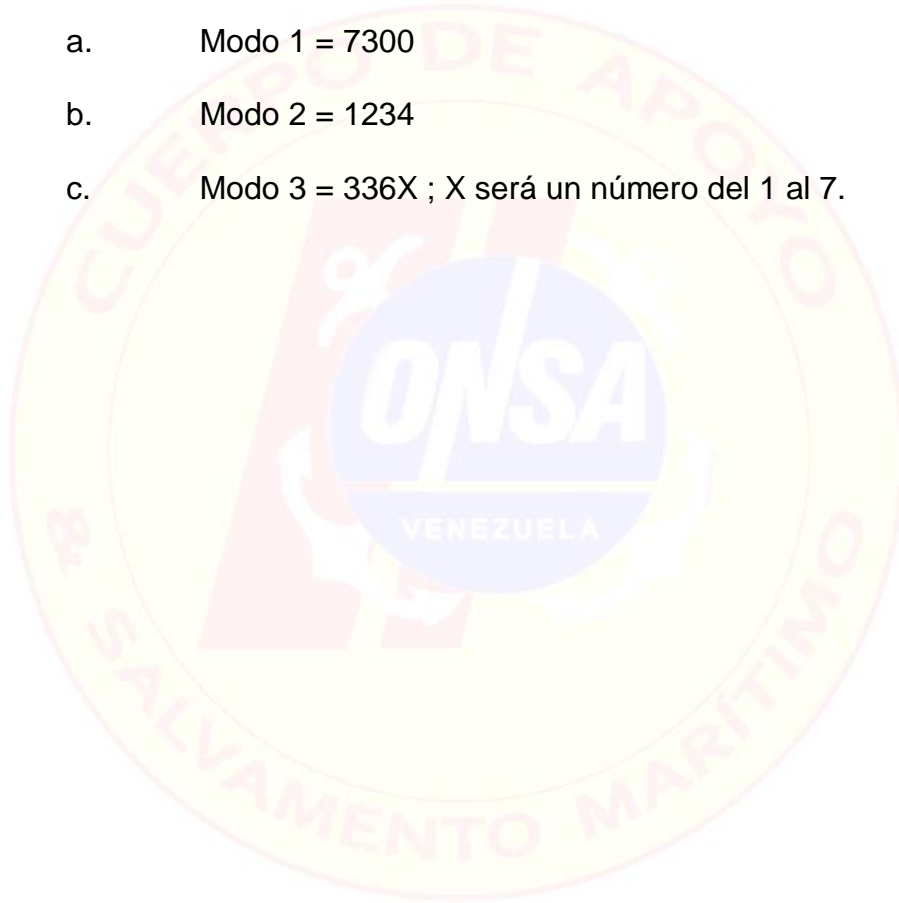 a. Modo 1 = 7300
b. Modo 2 = 1234
c. Modo 3 = 336X ; X será un número del 1 al 7.
CUERPO DE APOYO
ONSA
VENEZUELA
& SALVAMENTO MARÍTIMO